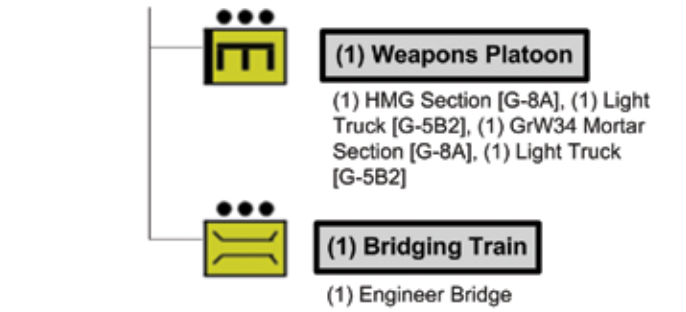 (1) Weapons Platoon
(1) HMG Section [G-8A], (1) Light
Truck [G-5B2], (1) GrW34 Mortar
Section [G-8A], (1) Light Truck
[G-5B2]
(1) Bridging Train
(1) Engineer Bridge